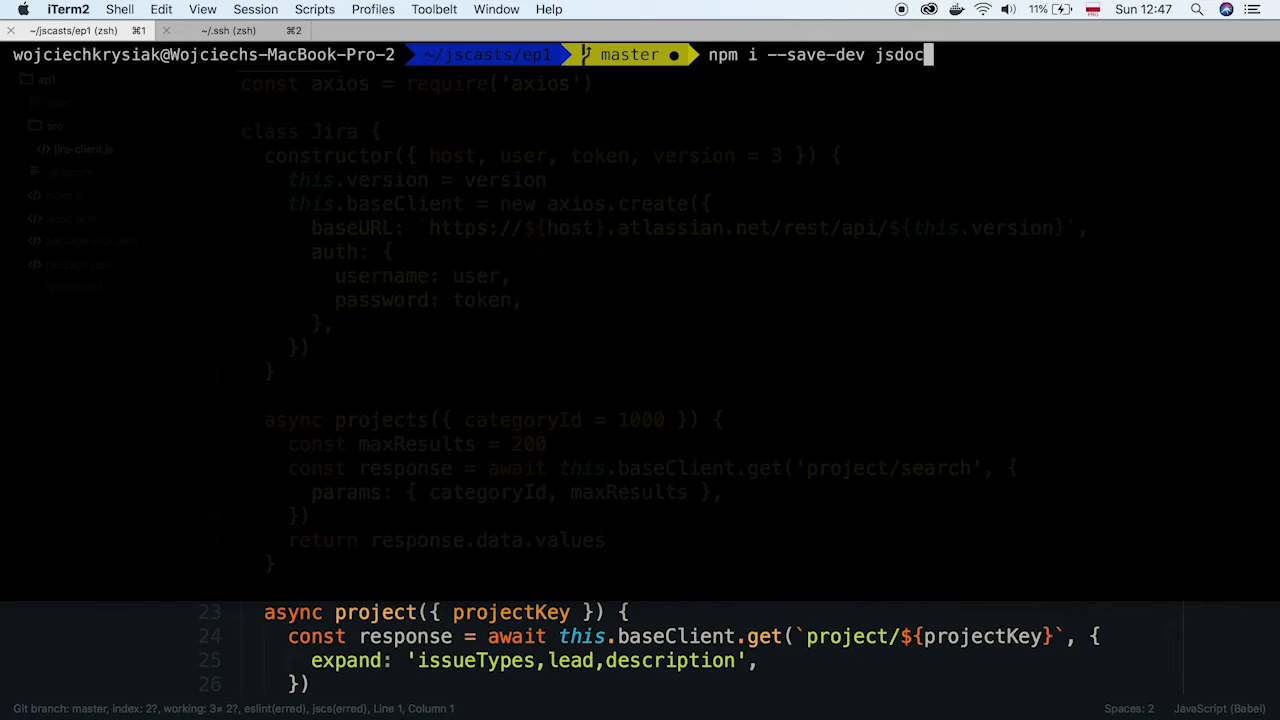 iTerm2 Shell Edit View Session Scripts Profiles Toolbelt Window Help 11% Sun 12:47
~/jscasts/ep1 (zsh) ⌘1 ~/.ssh (zsh) ⌘2
wojciechkrysiak@Wojciechs-MacBook-Pro-2 ~/jscasts/ep1 master ● npm i --save-dev jsdoc
ep1
const axios = require('axios')
src
class Jira {
jira-client.js
constructor({ host, user, token, version = 3 }) {
this.version = version
this.baseClient = new axios.create({
baseURL: `https://${host}.atlassian.net/rest/api/${this.version}`,
auth: {
username: user,
password: token,
},
})
}
async projects({ categoryId = 1000 }) {
const maxResults = 200
const response = await this.baseClient.get('project/search', {
params: { categoryId, maxResults },
})
return response.data.values
}
23 async project({ projectKey }) {
24 const response = await this.baseClient.get(`project/${projectKey}`, {
25 expand: 'issueTypes,lead,description',
26 })
Git branch: master, index: 2?, working: 3≠ 2?, eslint(erred), jscs(erred), Line 1, Column 1 Spaces: 2 JavaScript (Babel)